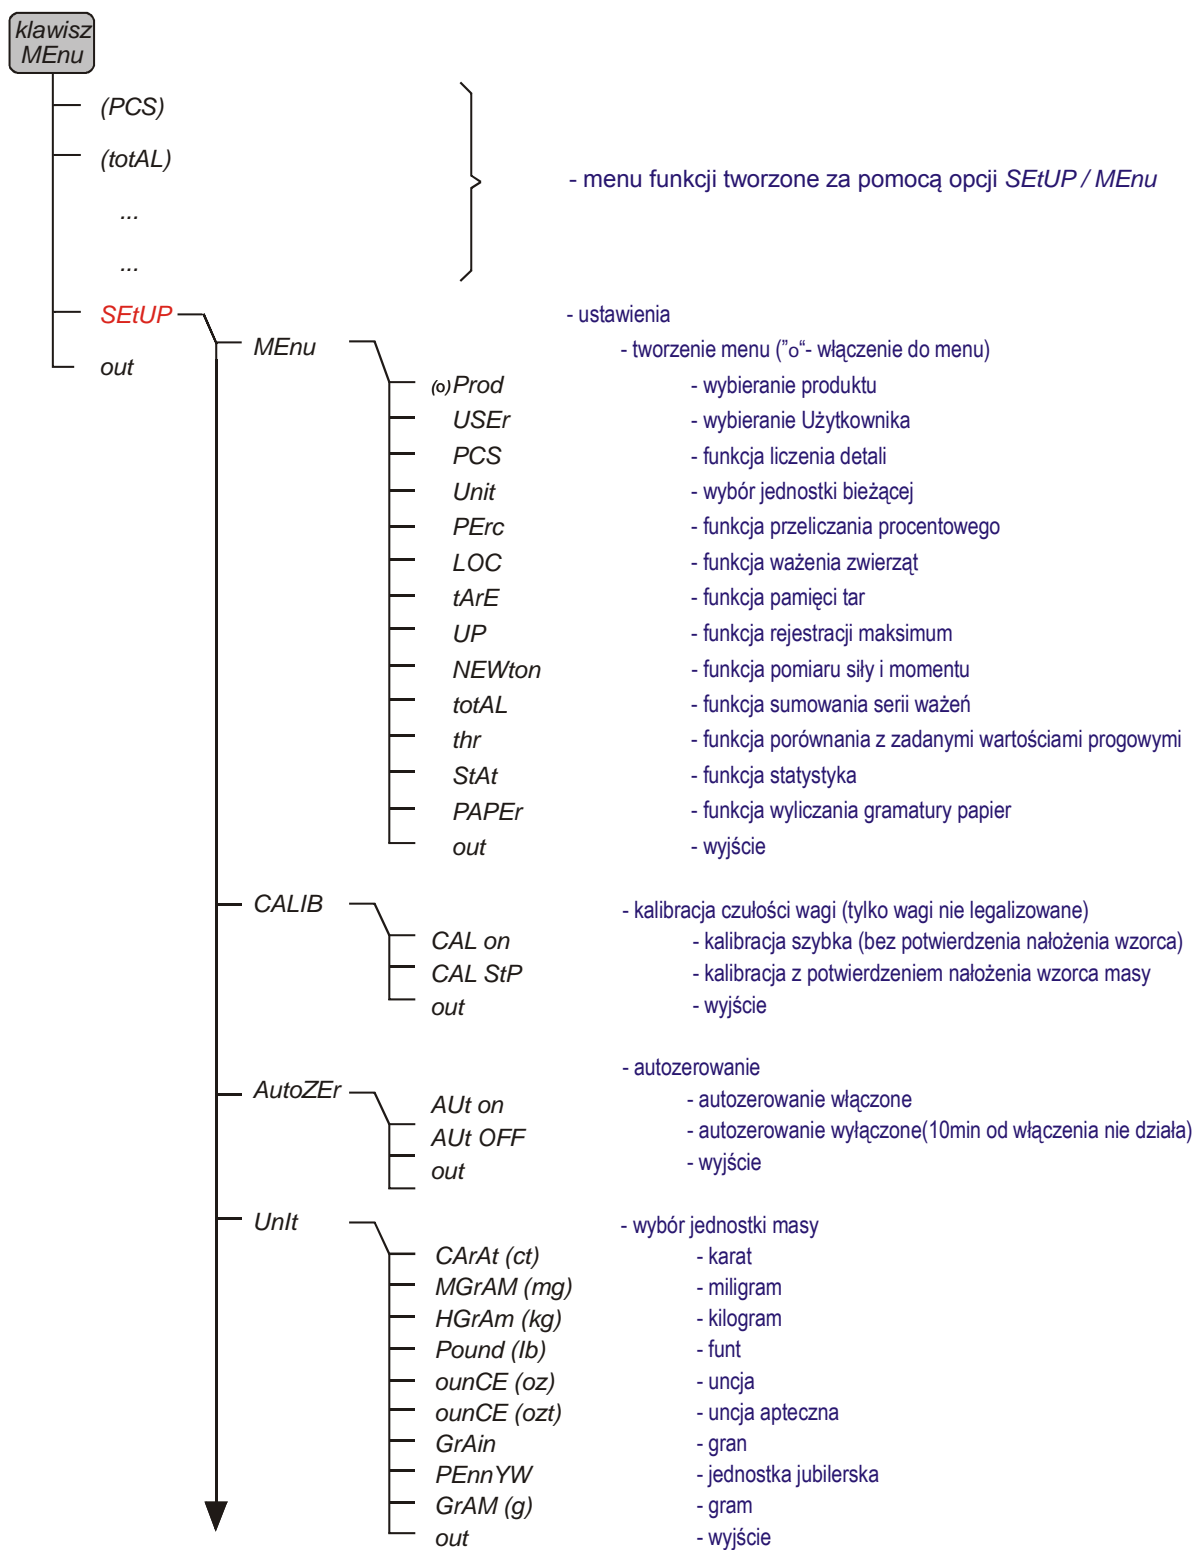 klawisz
MEnu
(PCS)
(totAL)
...
...
- menu funkcji tworzone za pomocą opcji SEtUP / MEnu
SEtUP - ustawienia
out
MEnu - tworzenie menu ("o"- włączenie do menu)
(o) Prod - wybieranie produktu
USEr - wybieranie Użytkownika
PCS - funkcja liczenia detali
Unit - wybór jednostki bieżącej
PErc - funkcja przeliczania procentowego
LOC - funkcja ważenia zwierząt
tArE - funkcja pamięci tar
UP - funkcja rejestracji maksimum
NEWton - funkcja pomiaru siły i momentu
totAL - funkcja sumowania serii ważeń
thr - funkcja porównania z zadanymi wartościami progowymi
StAt - funkcja statystyka
PAPEr - funkcja wyliczania gramatury papier
out - wyjście
CALIB - kalibracja czułości wagi (tylko wagi nie legalizowane)
CAL on - kalibracja szybka (bez potwierdzenia nałożenia wzorca)
CAL StP - kalibracja z potwierdzeniem nałożenia wzorca masy
out - wyjście
AutoZEr - autozerowanie
AUt on - autozerowanie włączone
AUt OFF - autozerowanie wyłączone(10min od włączenia nie działa)
out - wyjście
UnIt - wybór jednostki masy
CArAt (ct) - karat
MGrAM (mg) - miligram
HGrAm (kg) - kilogram
Pound (lb) - funt
ounCE (oz) - uncja
ounCE (ozt) - uncja apteczna
GrAin - gran
PEnnYW - jednostka jubilerska
GrAM (g) - gram
out - wyjście